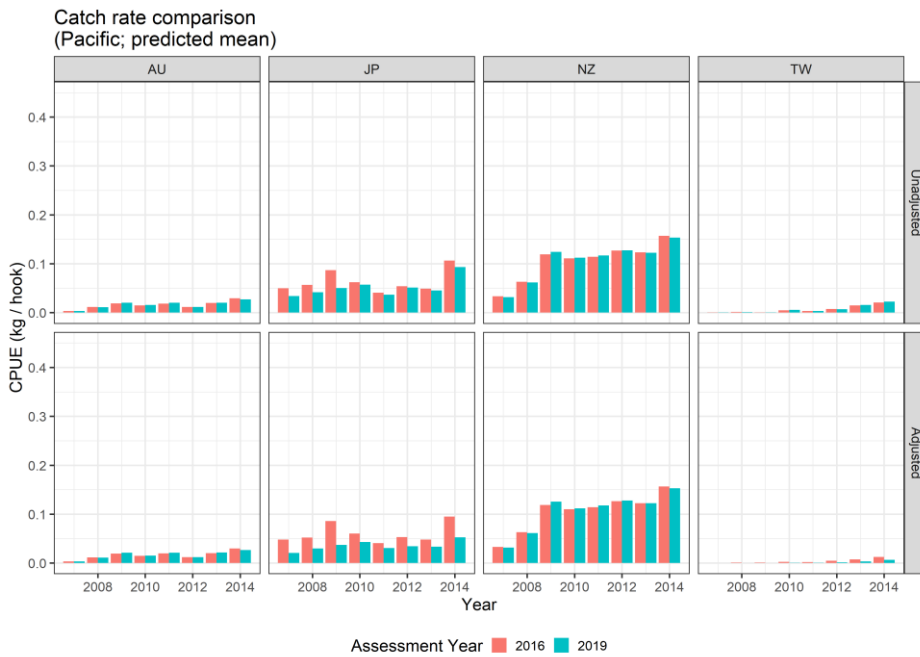 Catch rate comparison
(Pacific; predicted mean)
AU JP NZ TW
CPUE (kg / hook)
0.4
0.3
0.2
0.1
0.0
Unadjusted
0.4
0.3
0.2
0.1
0.0
Adjusted
2008 2010 2012 2014 2008 2010 2012 2014 2008 2010 2012 2014 2008 2010 2012 2014
Year
Assessment Year 2016 2019